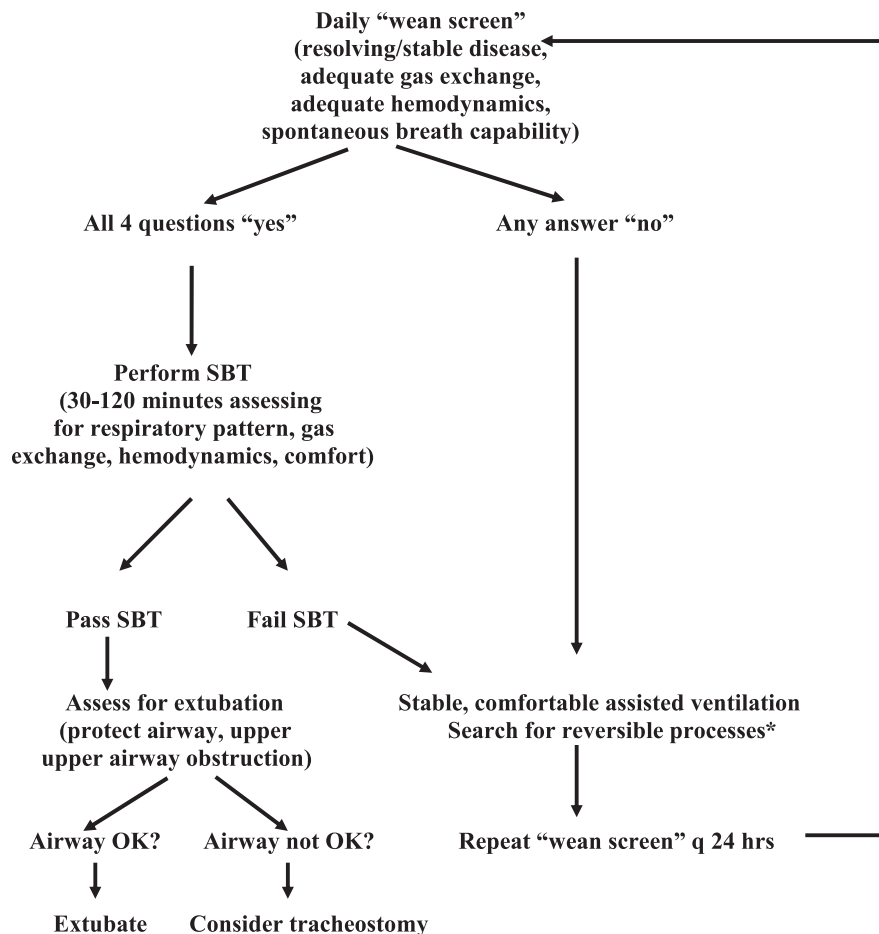 Daily “wean screen”
(resolving/stable disease,
adequate gas exchange,
adequate hemodynamics,
spontaneous breath capability)
All 4 questions “yes”
Any answer “no”
Perform SBT
(30-120 minutes assessing
for respiratory pattern, gas
exchange, hemodynamics, comfort)
Pass SBT
Fail SBT
Assess for extubation
(protect airway, upper
upper airway obstruction)
Stable, comfortable assisted ventilation
Search for reversible processes*
Airway OK?
Airway not OK?
Repeat “wean screen” q 24 hrs
Extubate
Consider tracheostomy